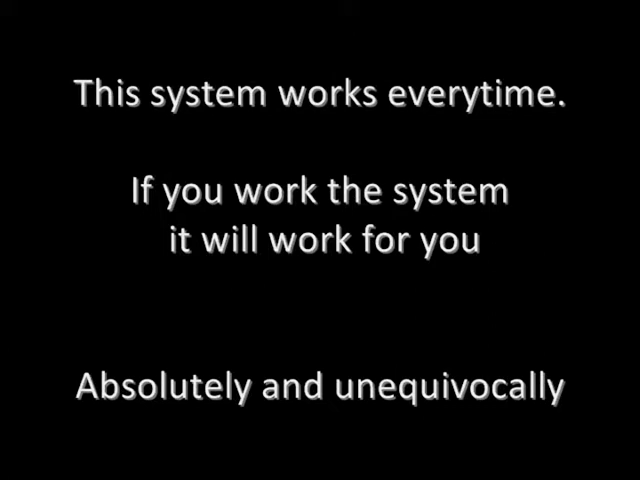 This system works everytime.
If you work the system
it will work for you
Absolutely and unequivocally